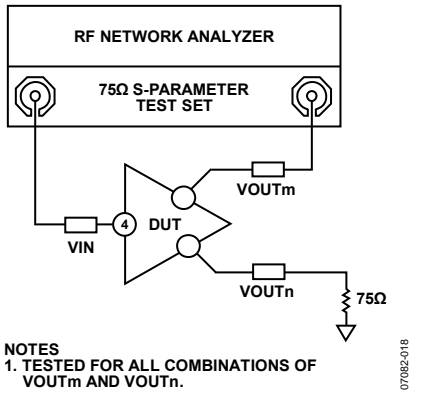 RF NETWORK ANALYZER
75Ω S-PARAMETER
TEST SET
VOUTm
4
DUT
VIN
VOUTn
75Ω
NOTES
1. TESTED FOR ALL COMBINATIONS OF
VOUTm AND VOUTn.
07082-018